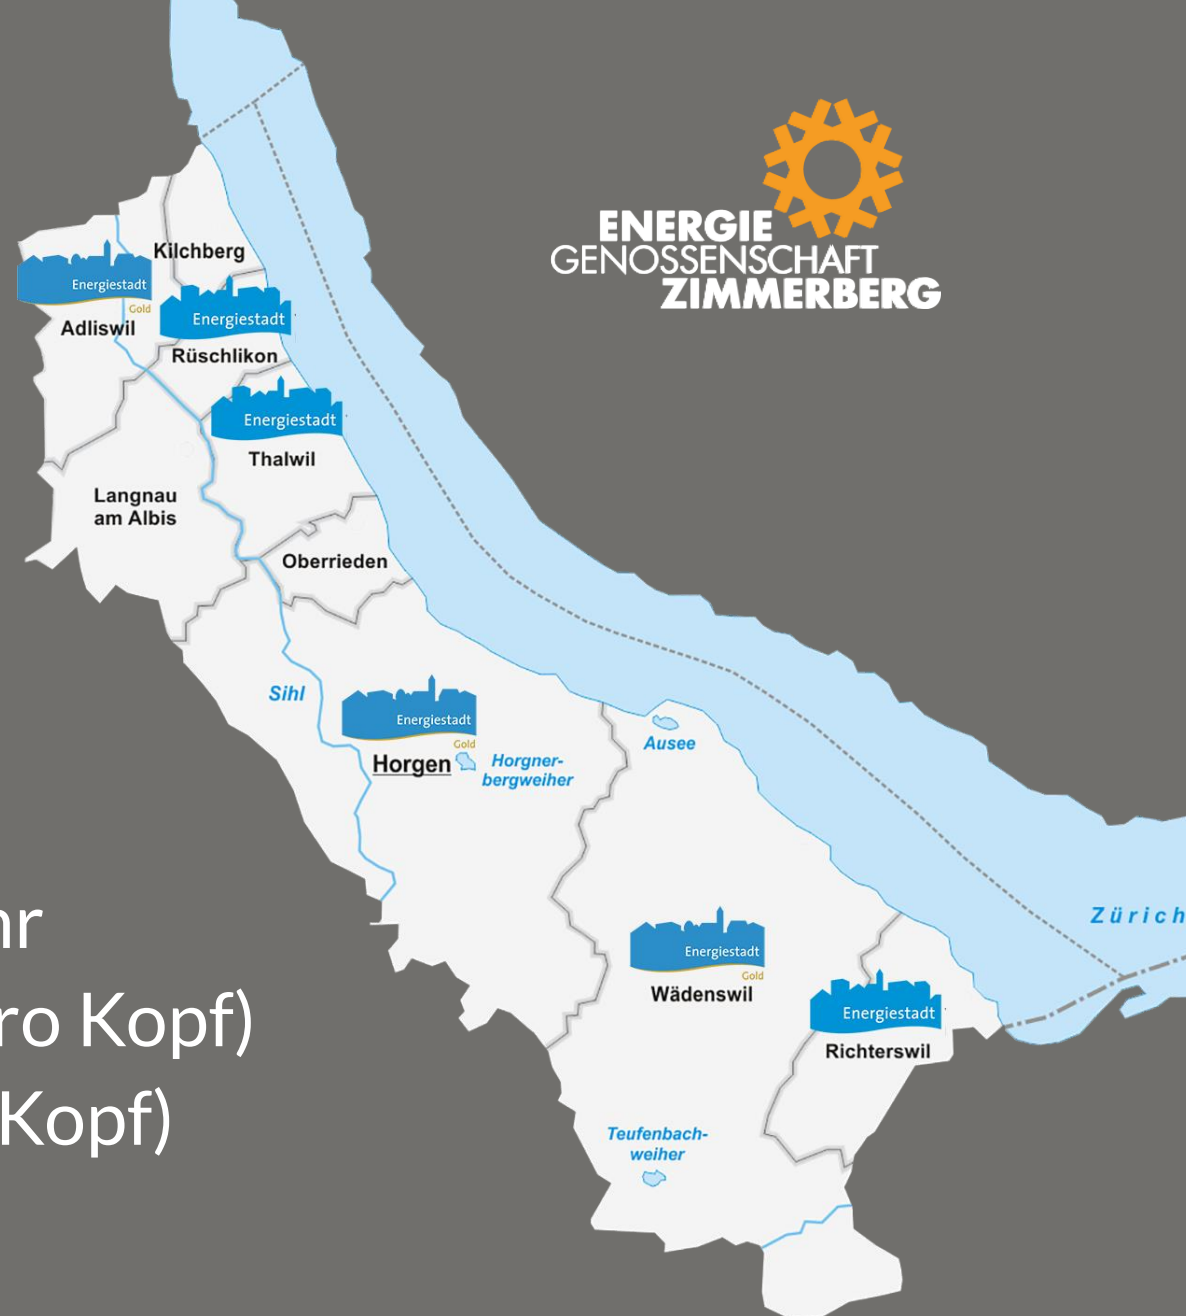 ENERGIE
GENOSSENSCHAFT
ZIMMERBERG
Kilchberg
Energiestadt
Gold
Adliswil
Energiestadt
Rüschlikon
Energiestadt
Thalwil
Langnau
am Albis
Oberrieden
Sihl
Energiestadt
Gold
Horgen
Horgner-
bergweiher
Ausee
Zürich
hr
ro Kopf)
Kopf)
Energiestadt
Gold
Wädenswil
Energiestadt
Richterswil
Teufenbach-
weiher